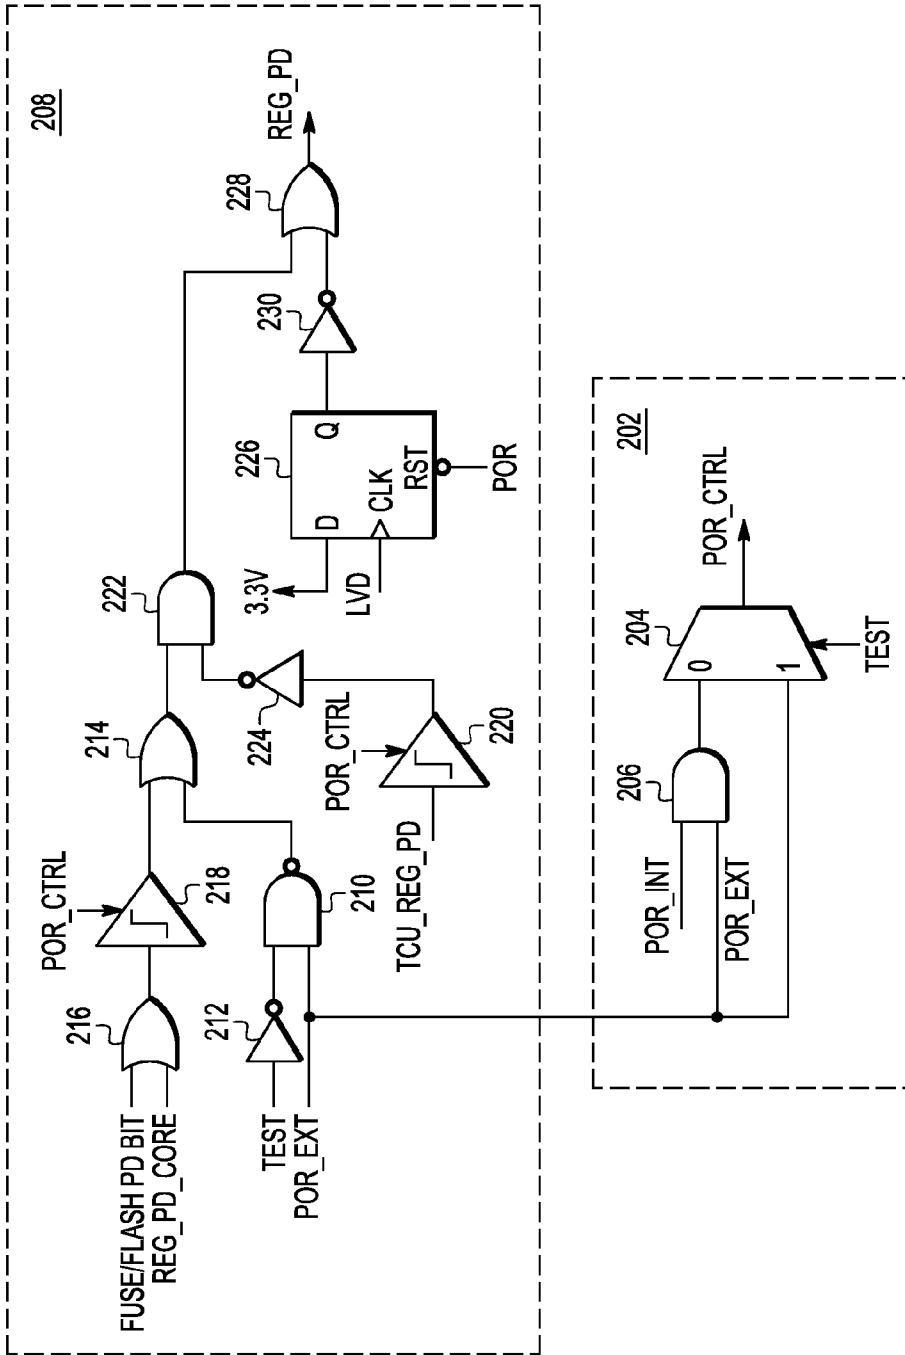 208
FUSE/FLASH PD BIT
REG_PD_CORE
216
POR_CTRL
218
214
222
TEST
POR_EXT
212
210
TCU_REG_PD
POR_CTRL
220
224
3.3V
LVD
D
Q
CLK
RST
226
POR
230
228
REG_PD
202
POR_INT
POR_EXT
206
0
1
204
TEST
POR_CTRL